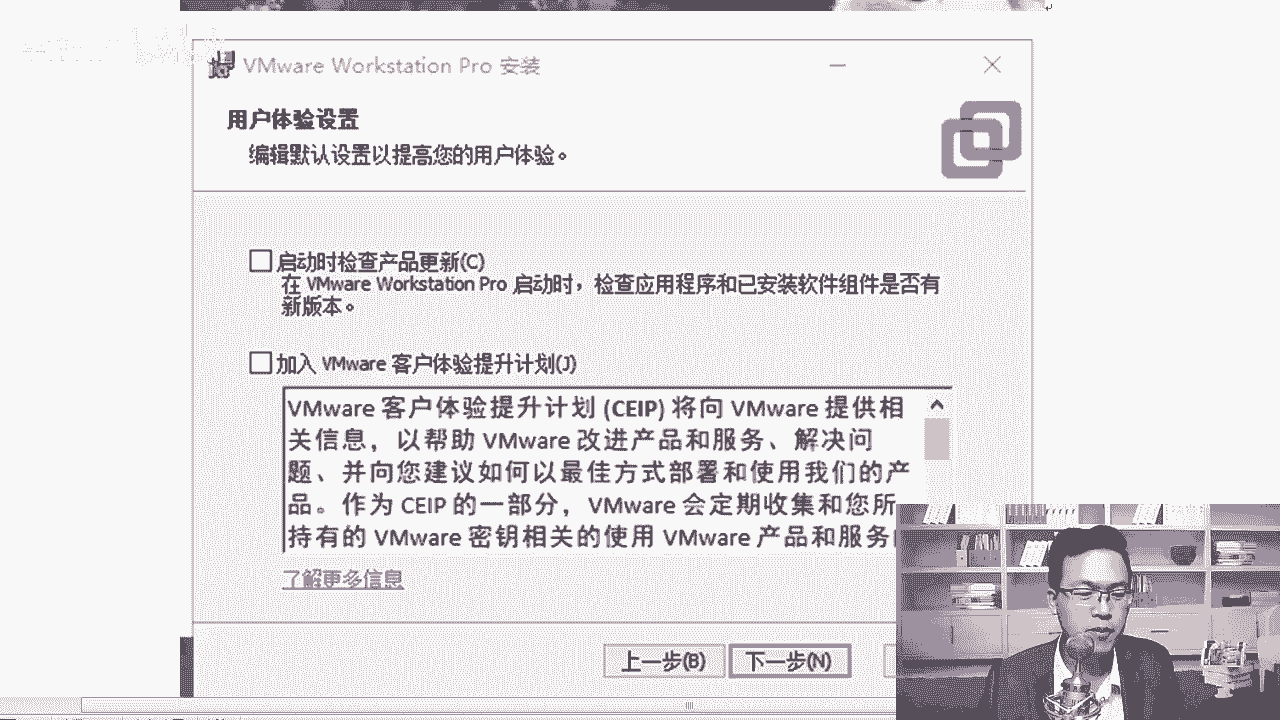 VMware Workstation Pro 安装
用户体验设置
编辑默认设置以提高您的用户体验。
启动时检查产品更新(C)
在 VMware Workstation Pro 启动时，检查应用程序和已安装软件组件是否有
新版本。
加入 VMware 客户体验提升计划(J)
VMware 客户体验提升计划 (CEIP) 将向 VMware 提供相
关信息，以帮助 VMware 改进产品和服务、解决问
题、并向您建议如何以最佳方式部署和使用我们的产
品。作为 CEIP 的一部分，VMware 会定期收集和您所
持有的 VMware 密钥相关的使用 VMware 产品和服务
了解更多信息
上一步(B)
下一步(N)